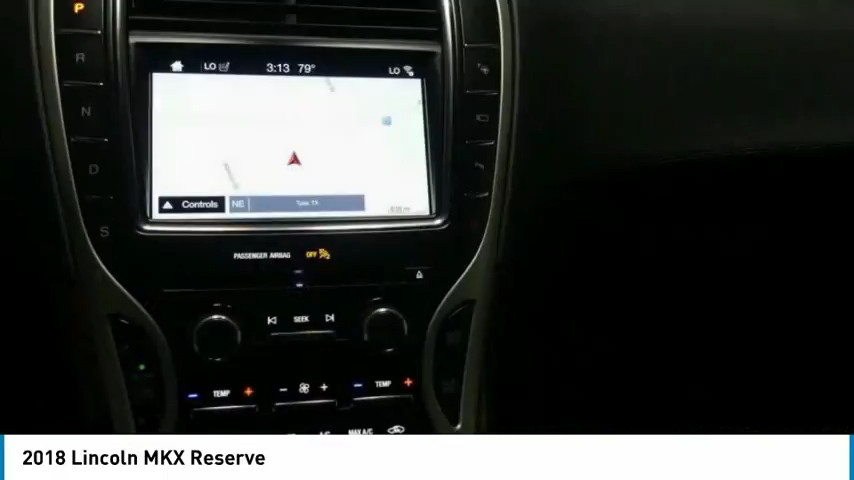 P
R
N
D
S
LO 3:13 79° LO
Controls NE
PASSENGER AIRBAG OFF
SEEK
TEMP TEMP
A/C MAX A/C
2018 Lincoln MKX Reserve